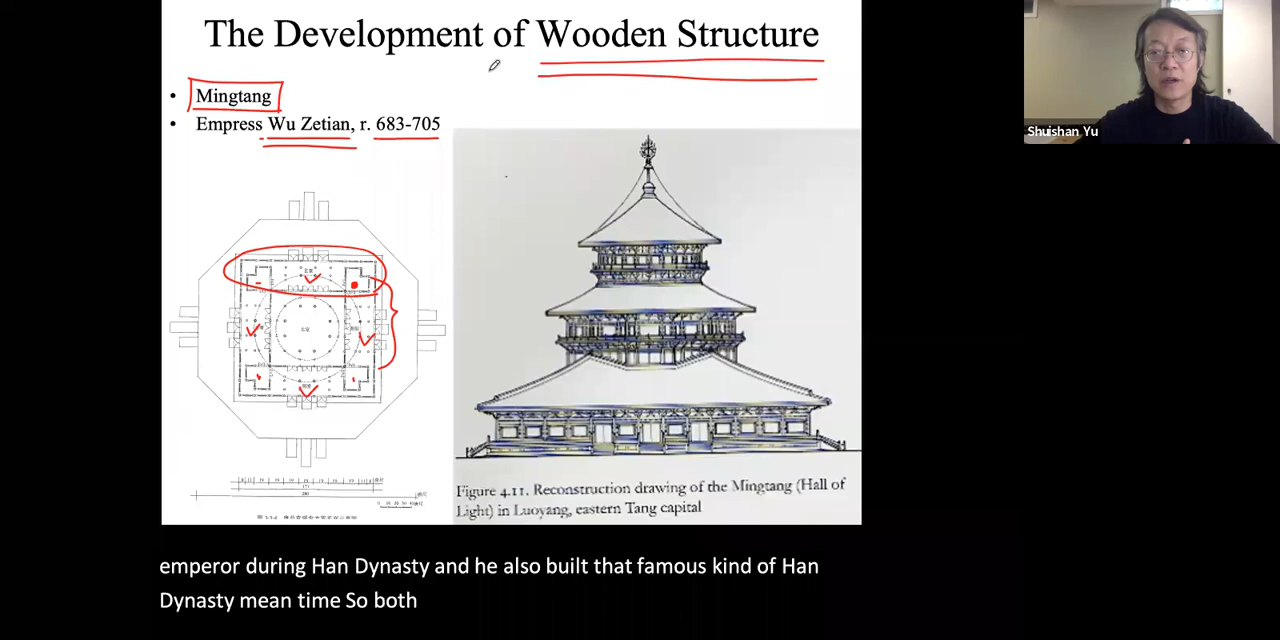 The Development of Wooden Structure
• Mingtang
• Empress Wu Zetian, r. 683-705
Shuishan Yu
Figure 4.11. Reconstruction drawing of the Mingtang (Hall of
Light) in Luoyang, eastern Tang capital
emperor during Han Dynasty and he also built that famous kind of Han
Dynasty mean time So both